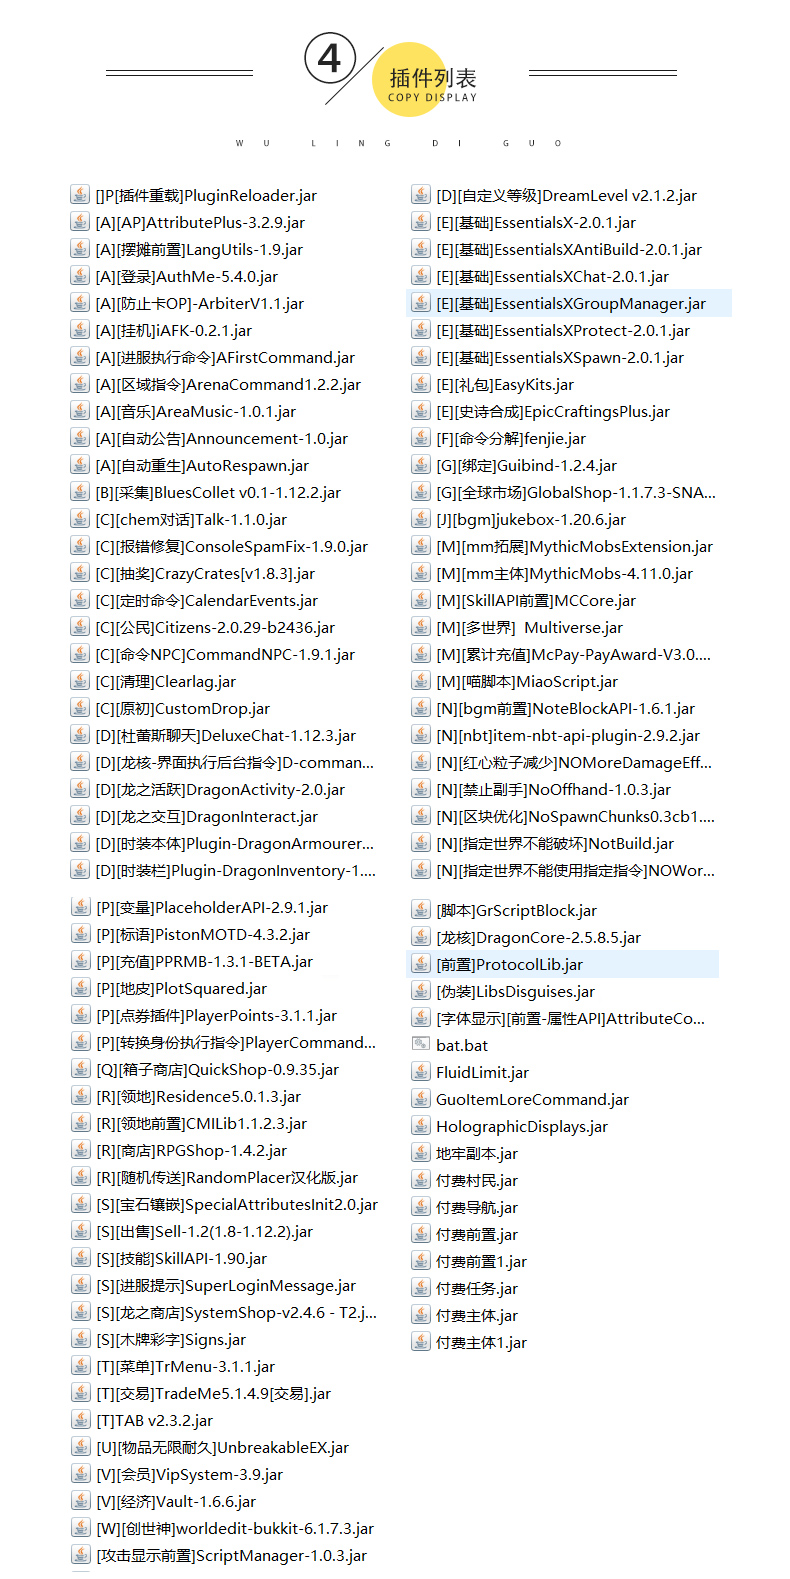 4
插件列表
COPY DISPLAY
WU LING DI GUO
[]P[插件重载]PluginReloader.jar
[A][AP]AttributePlus-3.2.9.jar
[A][摆摊前置]LangUtils-1.9.jar
[A][登录]AuthMe-5.4.0.jar
[A][防止卡OP]-ArbiterV1.1.jar
[A][挂机]iAFK-0.2.1.jar
[A][进服执行命令]AFirstCommand.jar
[A][区域指令]ArenaCommand1.2.2.jar
[A][音乐]AreaMusic-1.0.1.jar
[A][自动公告]Announcement-1.0.jar
[A][自动重生]AutoRespawn.jar
[B][采集]BluesCollet v0.1-1.12.2.jar
[C][chem对话]Talk-1.1.0.jar
[C][报错修复]ConsoleSpamFix-1.9.0.jar
[C][抽奖]CrazyCrates[v1.8.3].jar
[C][定时命令]CalendarEvents.jar
[C][公民]Citizens-2.0.29-b2436.jar
[C][命令NPC]CommandNPC-1.9.1.jar
[C][清理]Clearlag.jar
[C][原初]CustomDrop.jar
[D][杜蕾斯聊天]DeluxeChat-1.12.3.jar
[D][龙核-界面执行后台指令]D-comman...
[D][龙之活跃]DragonActivity-2.0.jar
[D][龙之交互]DragonInteract.jar
[D][时装本体]Plugin-DragonArmourer...
[D][时装栏]Plugin-DragonInventory-1....
[D][自定义等级]DreamLevel v2.1.2.jar
[E][基础]EssentialsX-2.0.1.jar
[E][基础]EssentialsXAntiBuild-2.0.1.jar
[E][基础]EssentialsXChat-2.0.1.jar
[E][基础]EssentialsXGroupManager.jar
[E][基础]EssentialsXProtect-2.0.1.jar
[E][基础]EssentialsXSpawn-2.0.1.jar
[E][礼包]EasyKits.jar
[E][史诗合成]EpicCraftingsPlus.jar
[F][命令分解]fenjie.jar
[G][绑定]Guibind-1.2.4.jar
[G][全球市场]GlobalShop-1.1.7.3-SNA...
[J][bgm]jukebox-1.20.6.jar
[M][mm拓展]MythicMobsExtension.jar
[M][mm主体]MythicMobs-4.11.0.jar
[M][SkillAPI前置]MCCore.jar
[M][多世界]  Multiverse.jar
[M][累计充值]McPay-PayAward-V3.0....
[M][喵脚本]MiaoScript.jar
[N][bgm前置]NoteBlockAPI-1.6.1.jar
[N][nbt]item-nbt-api-plugin-2.9.2.jar
[N][红心粒子减少]NOMoreDamageEff...
[N][禁止副手]NoOffhand-1.0.3.jar
[N][区块优化]NoSpawnChunks0.3cb1....
[N][指定世界不能破坏]NotBuild.jar
[N][指定世界不能使用指定指令]NOWor...
[P][变量]PlaceholderAPI-2.9.1.jar
[P][标语]PistonMOTD-4.3.2.jar
[P][充值]PPRMB-1.3.1-BETA.jar
[P][地皮]PlotSquared.jar
[P][点券插件]PlayerPoints-3.1.1.jar
[P][转换身份执行指令]PlayerCommand...
[Q][箱子商店]QuickShop-0.9.35.jar
[R][领地]Residence5.0.1.3.jar
[R][领地前置]CMILib1.1.2.3.jar
[R][商店]RPGShop-1.4.2.jar
[R][随机传送]RandomPlacer汉化版.jar
[S][宝石镶嵌]SpecialAttributesInit2.0.jar
[S][出售]Sell-1.2(1.8-1.12.2).jar
[S][技能]SkillAPI-1.90.jar
[S][进服提示]SuperLoginMessage.jar
[S][龙之商店]SystemShop-v2.4.6 - T2.j...
[S][木牌彩字]Signs.jar
[T][菜单]TrMenu-3.1.1.jar
[T][交易]TradeMe5.1.4.9[交易].jar
[T]TAB v2.3.2.jar
[U][物品无限耐久]UnbreakableEX.jar
[V][会员]VipSystem-3.9.jar
[V][经济]Vault-1.6.6.jar
[W][创世神]worldedit-bukkit-6.1.7.3.jar
[攻击显示前置]ScriptManager-1.0.3.jar
[脚本]GrScriptBlock.jar
[龙核]DragonCore-2.5.8.5.jar
[前置]ProtocolLib.jar
[伪装]LibsDisguises.jar
[字体显示][前置-属性API]AttributeCo...
bat.bat
FluidLimit.jar
GuoItemLoreCommand.jar
HolographicDisplays.jar
地牢副本.jar
付费村民.jar
付费导航.jar
付费前置.jar
付费前置1.jar
付费任务.jar
付费主体.jar
付费主体1.jar